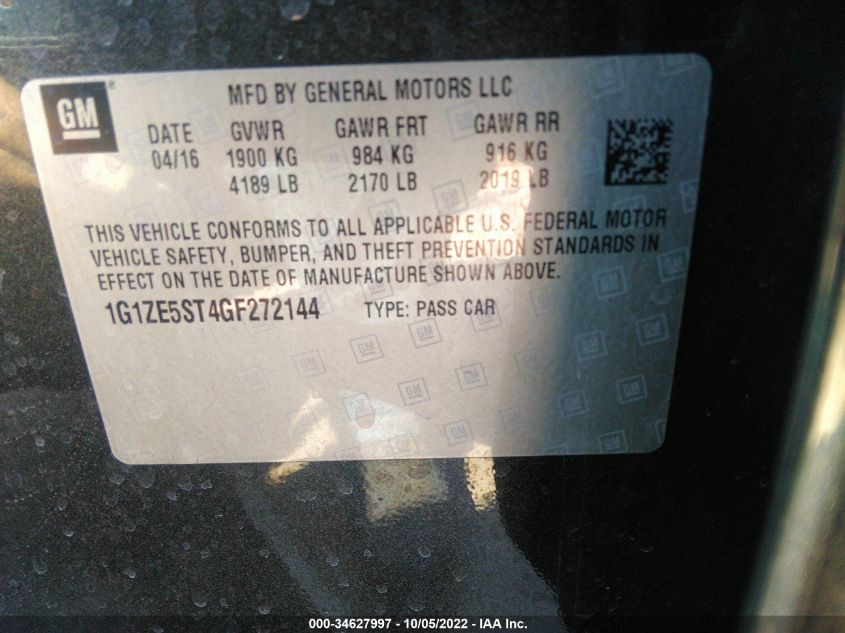 GM
MFD BY GENERAL MOTORS LLC
DATE GVWR GAWR FRT GAWR RR
04/16 1900 KG 984 KG 916 KG
4189 LB 2170 LB 2019 LB
THIS VEHICLE CONFORMS TO ALL APPLICABLE U.S. FEDERAL MOTOR
VEHICLE SAFETY, BUMPER, AND THEFT PREVENTION STANDARDS IN
EFFECT ON THE DATE OF MANUFACTURE SHOWN ABOVE.
1G1ZE5ST4GF272144 TYPE: PASS CAR
000-34627997 - 10/05/2022 - IAA Inc.